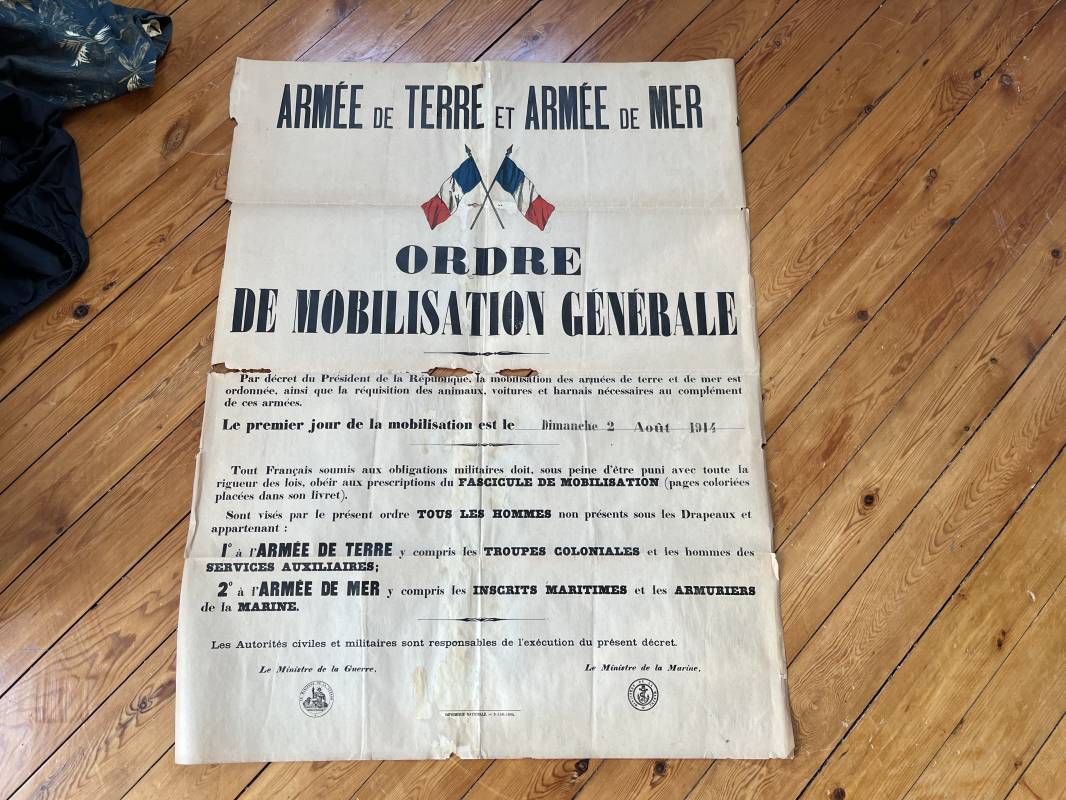 ARMÉE DE TERRE ET ARMÉE DE MER
ORDRE
DE MOBILISATION GÉNÉRALE
Par décret du Président de la République, la mobilisation des armées de terre et de mer est
ordonnée, ainsi que la réquisition des animaux, voitures et harnais nécessaires au complément
de ces armées.
Le premier jour de la mobilisation est le Dimanche 2 Août 1914
Tout Français soumis aux obligations militaires doit, sous peine d'être puni avec toute la
rigueur des lois, obéir aux prescriptions du FASCICULE DE MOBILISATION (pages coloriées
placées dans son livret).
Sont visés par le présent ordre TOUS LES HOMMES non présents sous les Drapeaux et
appartenant :
1° à l'ARMÉE DE TERRE y compris les TROUPES COLONIALES et les hommes des
SERVICES AUXILIAIRES;
2° à l'ARMÉE DE MER y compris les INSCRITS MARITIMES et les ARMURIERS
de la MARINE.
Les Autorités civiles et militaires sont responsables de l'exécution du présent décret.
Le Ministre de la Guerre, Le Ministre de la Marine,
IMPRIMERIE NATIONALE